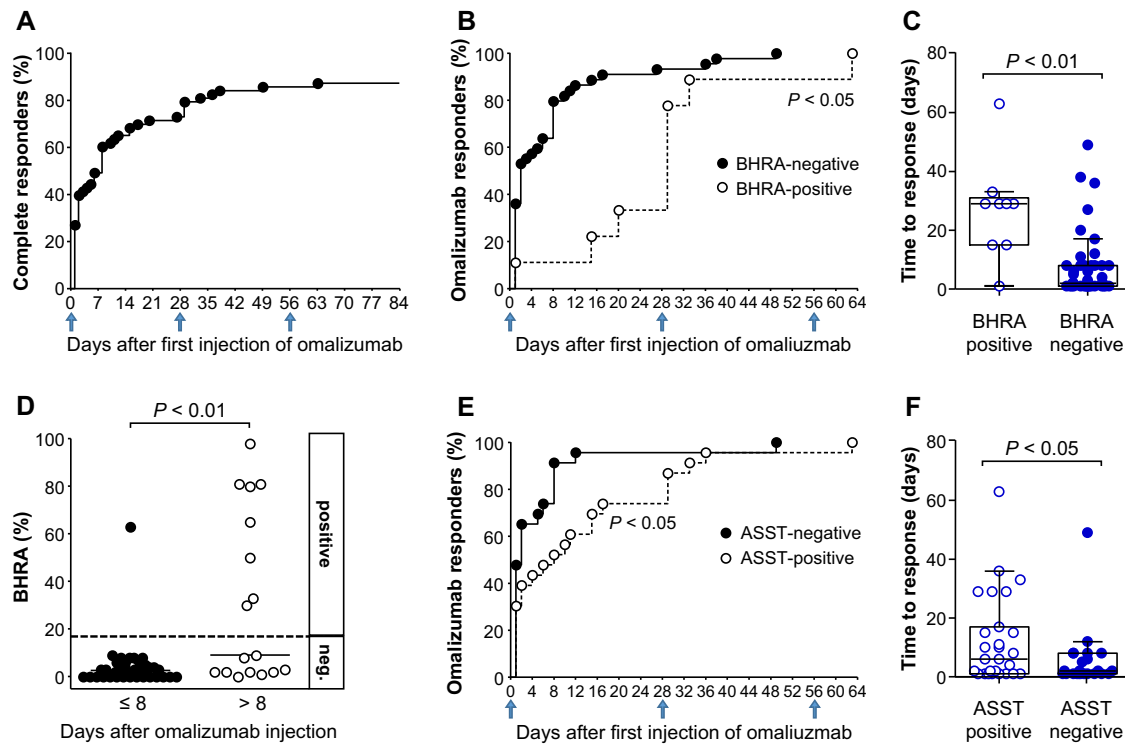 A
Complete responders (%)
100
80
60
40
20
0
0 7 14 21 28 35 42 49 56 63 70 77 84
Days after first injection of omalizumab
B
Omalizumab responders (%)
100
80
60
40
20
0
P < 0.05
BHRA-negative
BHRA-positive
0 4 8 12 16 20 24 28 32 36 40 44 48 52 56 60 64
Days after first injection of omaliuzmab
C
Time to response (days)
80
60
40
20
0
P < 0.01
BHRA positive
BHRA negative
D
BHRA (%)
100
80
60
40
20
0
P < 0.01
positive
neg.
≤ 8
> 8
Days after omalizumab injection
E
Omalizumab responders (%)
100
80
60
40
20
0
P < 0.05
ASST-negative
ASST-positive
0 4 8 12 16 20 24 28 32 36 40 44 48 52 56 60 64
Days after first injection of omaliuzmab
F
Time to response (days)
80
60
40
20
0
P < 0.05
ASST positive
ASST negative